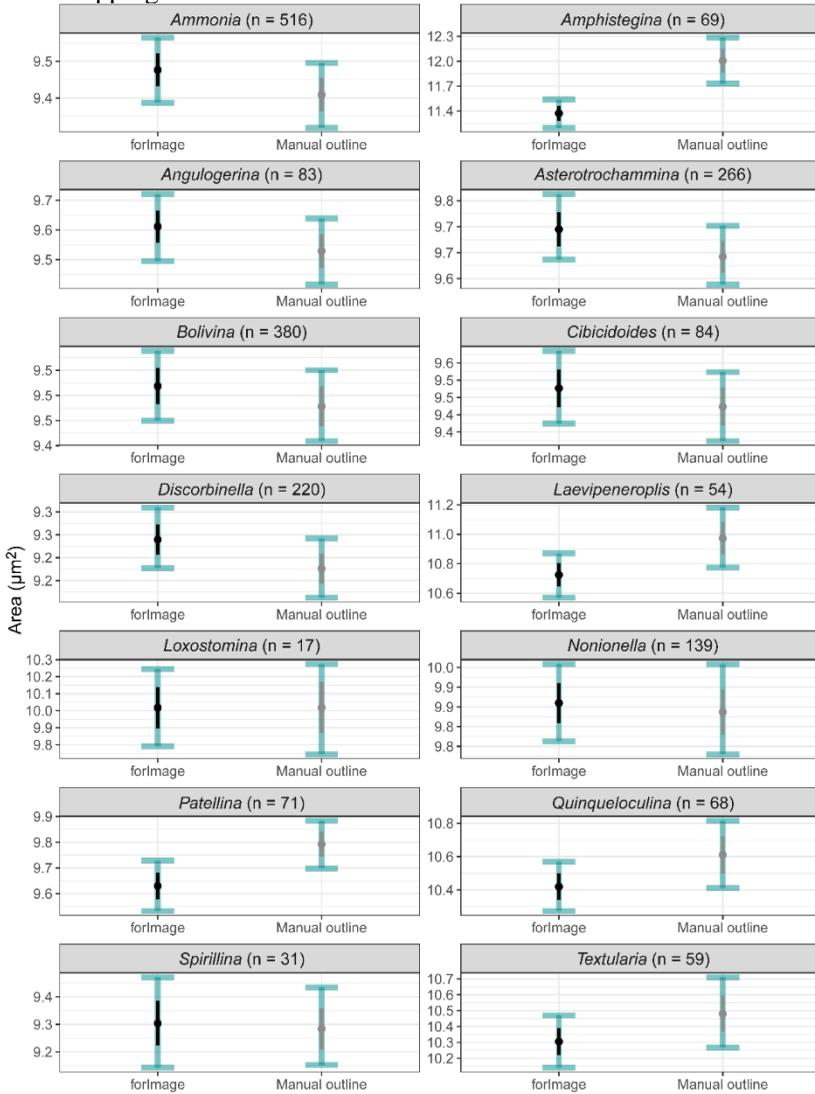 Ammonia (n = 516)
9.5
9.4
forImage Manual outline
Amphistegina (n = 69)
12.3
12.0
11.7
11.4
forImage Manual outline
Angulogerina (n = 83)
9.7
9.6
9.5
forImage Manual outline
Asterotrochammina (n = 266)
9.8
9.7
9.7
9.6
forImage Manual outline
Bolivina (n = 380)
9.5
9.5
9.5
9.4
forImage Manual outline
Cibicidoides (n = 84)
9.6
9.5
9.5
9.4
9.4
forImage Manual outline
Discorbinella (n = 220)
9.3
9.3
9.2
9.2
forImage Manual outline
Laevipeneroplis (n = 54)
11.2
11.0
10.8
10.6
forImage Manual outline
Area (µm²)
Loxostomina (n = 17)
10.3
10.2
10.1
10.0
9.9
9.8
forImage Manual outline
Nonionella (n = 139)
10.0
9.9
9.9
9.8
9.8
forImage Manual outline
Patellina (n = 71)
9.9
9.8
9.7
9.6
forImage Manual outline
Quinqueloculina (n = 68)
10.8
10.6
10.4
forImage Manual outline
Spirillina (n = 31)
9.4
9.3
9.2
forImage Manual outline
Textularia (n = 59)
10.7
10.6
10.5
10.4
10.3
10.2
forImage Manual outline